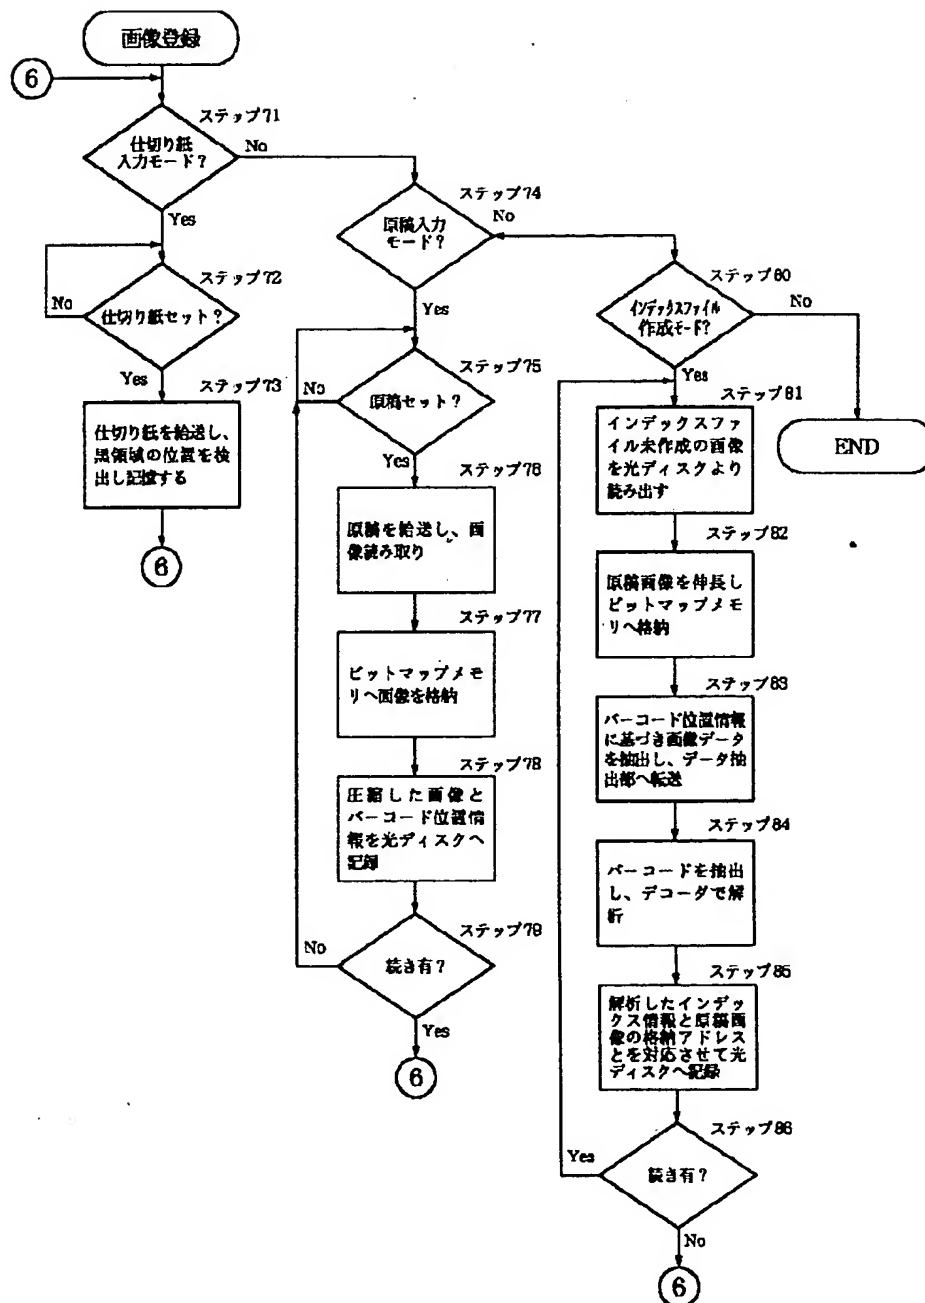 画像登録
6
ステップ71
仕切り紙
入力モード？
No
Yes
ステップ72
仕切り紙セット？
No
Yes
ステップ73
仕切り紙を給送し、
黒領域の位置を検
出し記憶する
6
ステップ74
原稿入力
モード？
No
Yes
ステップ75
原稿セット？
No
Yes
ステップ76
原稿を給送し、画
像読み取り
ステップ77
ビットマップメモ
リへ画像を格納
ステップ78
圧縮した画像と
バーコード位置情
報を光ディスクへ
記録
ステップ79
続き有？
No
Yes
6
ステップ80
インデックスファイル
作成モード?
No
END
Yes
ステップ81
インデックスファ
イル未作成の画像
を光ディスクより
読み出す
ステップ82
原稿画像を伸長し
ビットマップメモ
リへ格納
ステップ83
バーコード位置情報
に基づき画像データ
を抽出し、データ抽
出部へ転送
ステップ84
バーコードを抽出
し、デコーダで解
析
ステップ85
解析したインデッ
クス情報と原稿画
像の格納アドレス
とを対応させて光
ディスクへ記録
ステップ86
続き有？
Yes
No
6